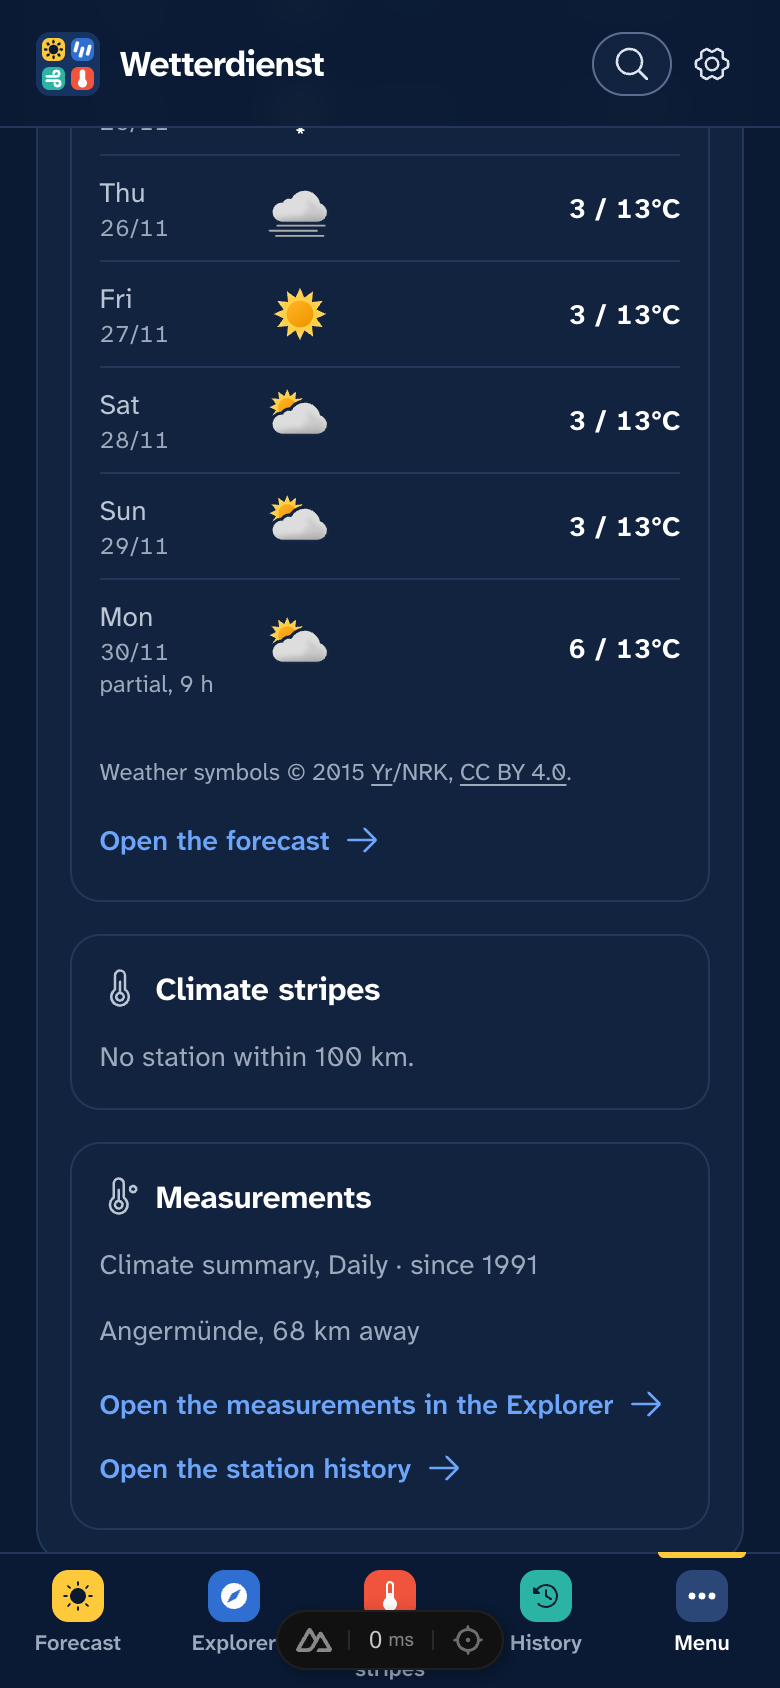 Wetterdienst
Thu
26/11
3 / 13°C
Fri
27/11
3 / 13°C
Sat
28/11
3 / 13°C
Sun
29/11
3 / 13°C
Mon
30/11
partial, 9 h
6 / 13°C
Weather symbols © 2015 Yr/NRK, CC BY 4.0.
Open the forecast →
Climate stripes
No station within 100 km.
Measurements
Climate summary, Daily · since 1991
Angermünde, 68 km away
Open the measurements in the Explorer →
Open the station history →
Forecast
Explorer
stripes
History
Menu
0 ms